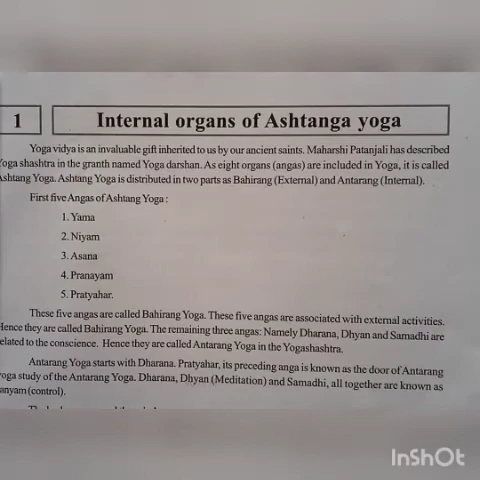 1
Internal organs of Ashtanga yoga
Yoga vidya is an invaluable gift inherited to us by our ancient saints. Maharshi Patanjali has described
Yoga shashtra in the granth named Yoga darshan. As eight organs (angas) are included in Yoga, it is called
Ashtang Yoga. Ashtang Yoga is distributed in two parts as Bahirang (External) and Antarang (Internal).
First five Angas of Ashtang Yoga :
1. Yama
2. Niyam
3. Asana
4. Pranayam
5. Pratyahar.
These five angas are called Bahirang Yoga. These five angas are associated with external activities.
Hence they are called Bahirang Yoga. The remaining three angas: Namely Dharana, Dhyan and Samadhi are
elated to the conscience. Hence they are called Antarang Yoga in the Yogashashtra.
Antarang Yoga starts with Dharana. Pratyahar, its preceding anga is known as the door of Antarang
yoga study of the Antarang Yoga. Dharana, Dhyan (Meditation) and Samadhi, all together are known as
anyam (control).
InShOt